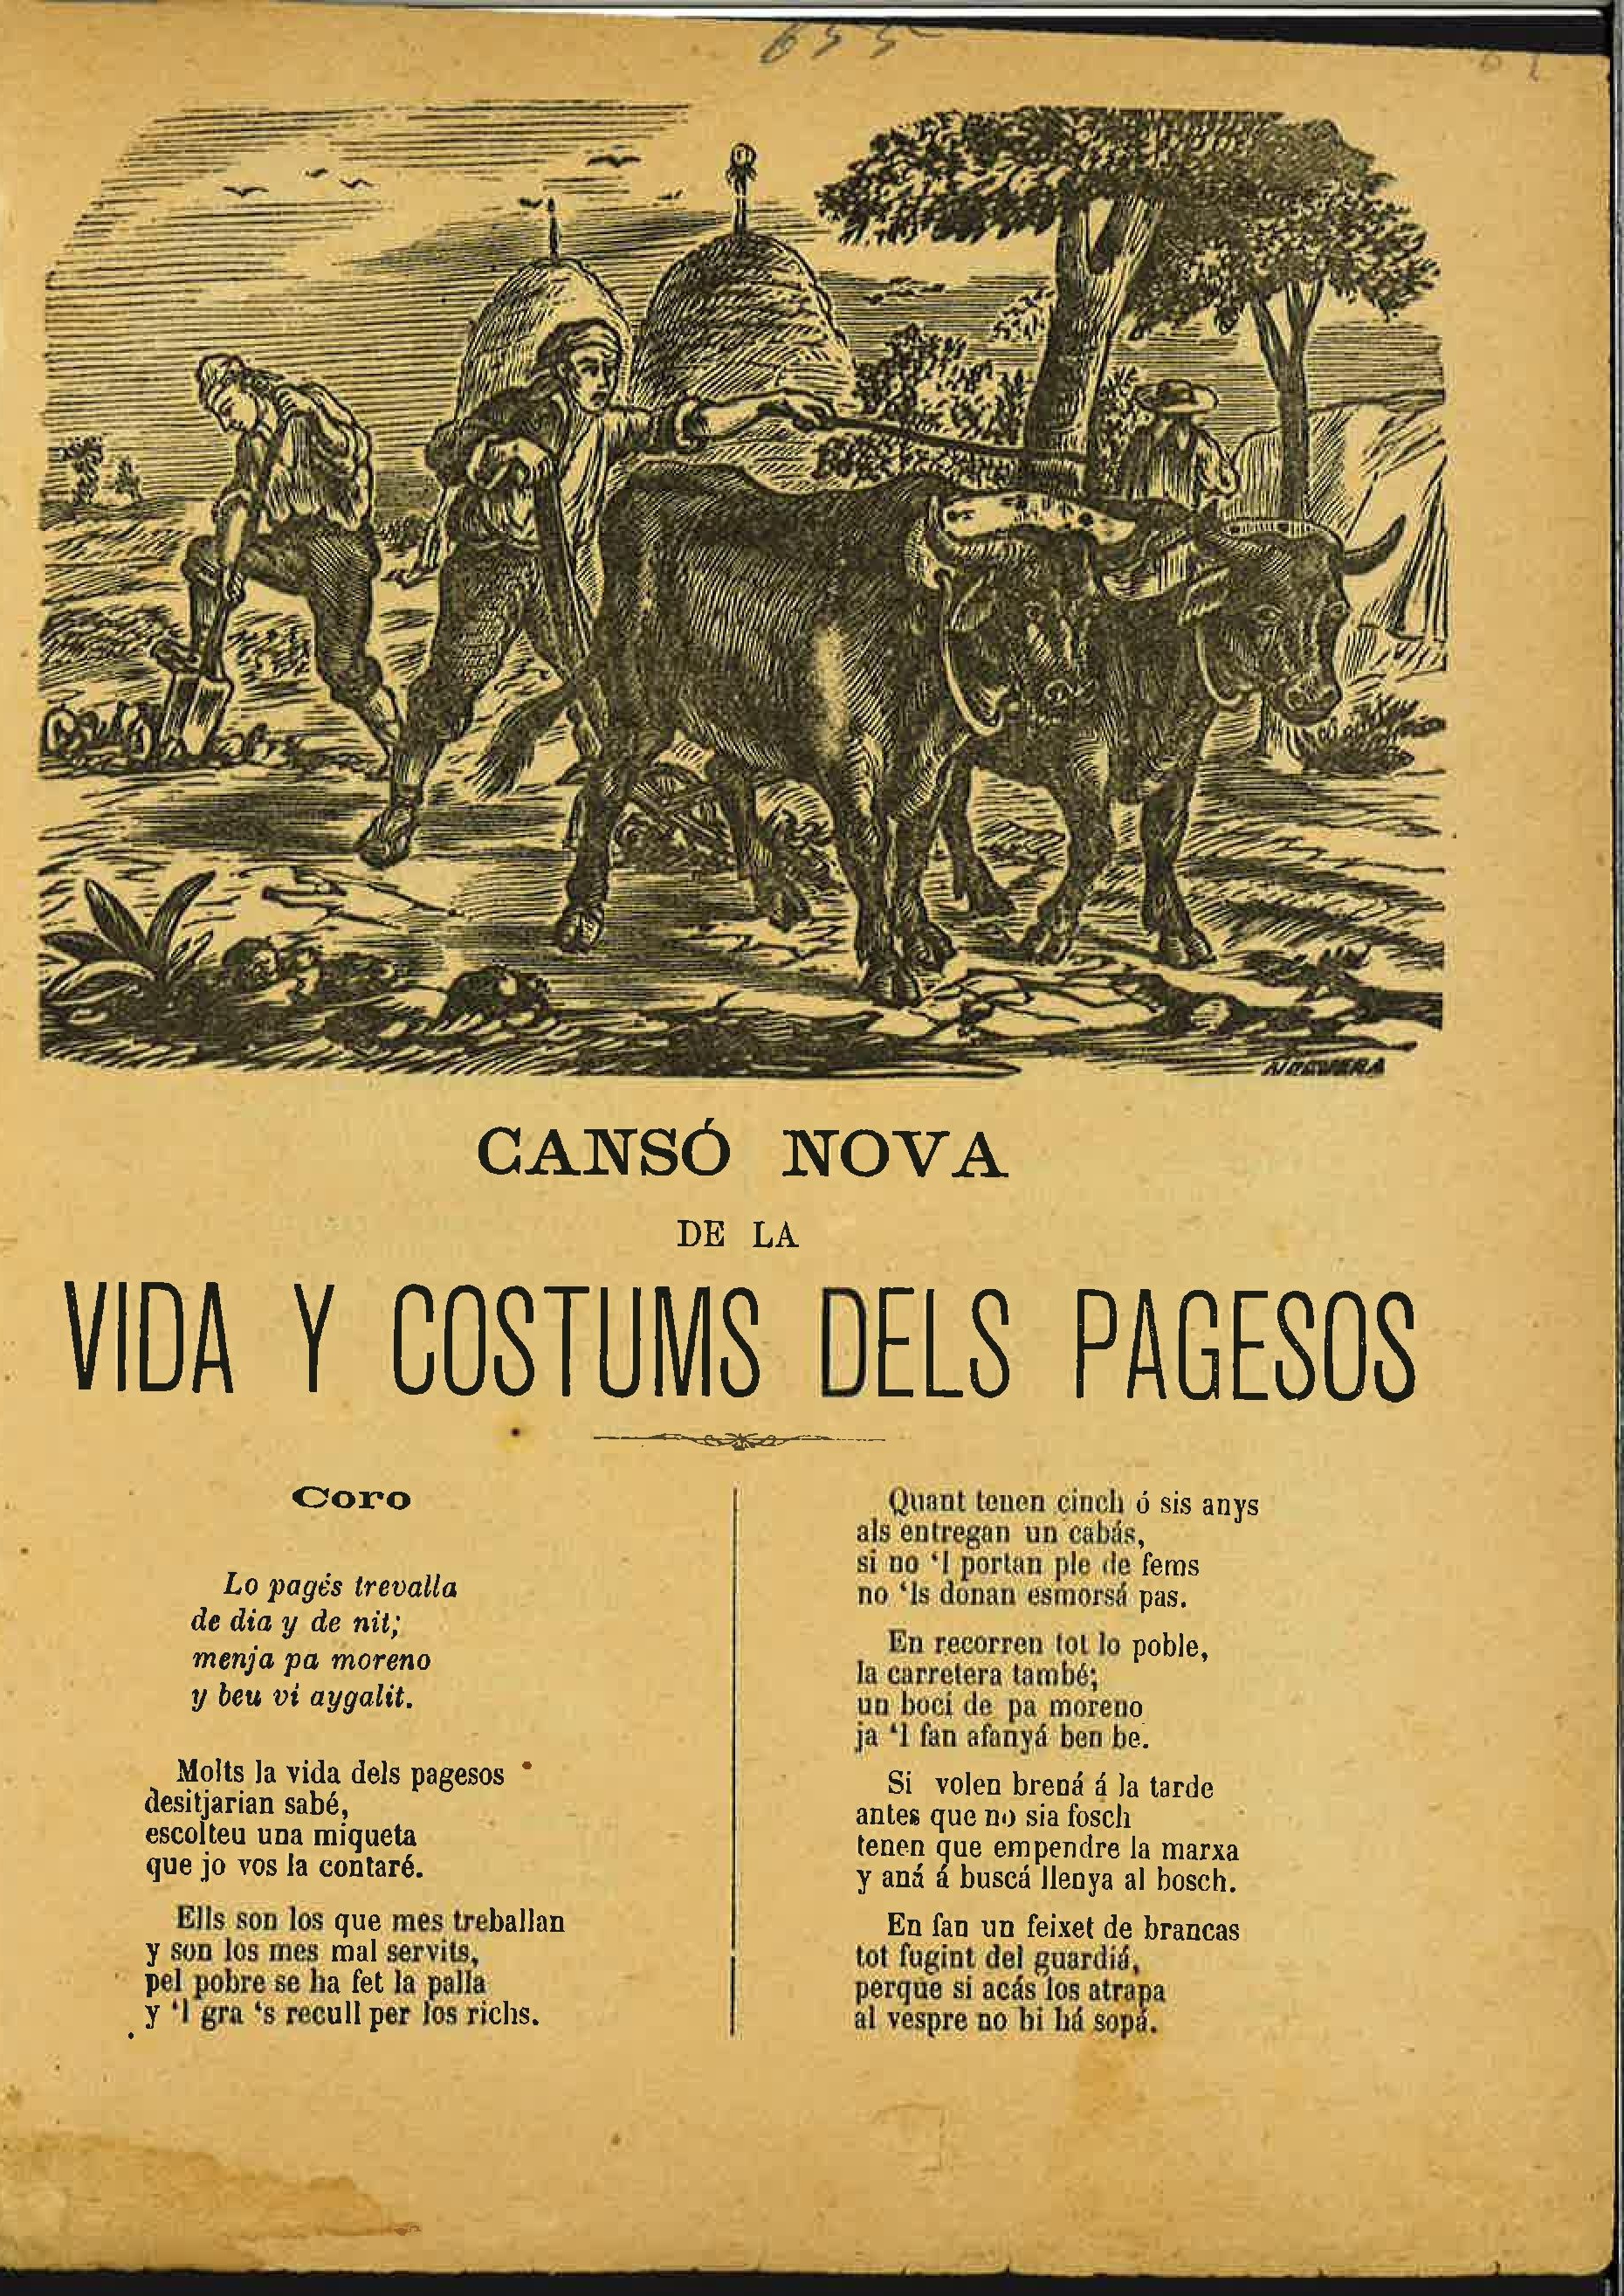 655
NOGUERA
CANSÓ NOVA
DE LA
VIDA Y COSTUMS DELS PAGESOS
Coro
Lo pagés trevalla
de dia y de nit;
menja pa moreno
y beu vi aygalit.
Molts la vida dels pagesos
desitjarian sabé,
escolteu una miqueta
que jo vos la contaré.
Ells son los que mes treballan
y son los mes mal servits,
pel pobre se ha fet la palla
y ‘l gra ‘s recull per los richs.
Quant tenen cinch ó sis anys
als entregan un cabás,
si no ‘l portan ple de fems
no ‘ls donan esmorsá pas.
En recorren tot lo poble,
la carretera també;
un boci de pa moreno
ja ‘l fan afanyá ben be.
Si volen brená á la tarde
antes que no sia fosch
tenen que empendre la marxa
y aná á buscá llenya al bosch.
En fan un feixet de brancas
tot fugint del guardiá,
perque si acás los atrapa
al vespre no hi há sopá.